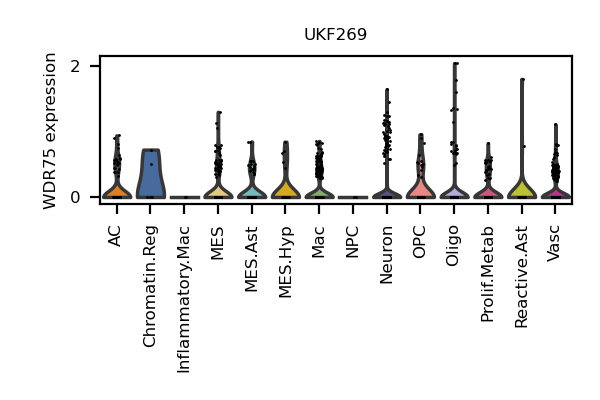 UKF269
WDR75 expression
2
0
AC
Chromatin.Reg
Inflammatory.Mac
MES
MES.Ast
MES.Hyp
Mac
NPC
Neuron
OPC
Oligo
Prolif.Metab
Reactive.Ast
Vasc